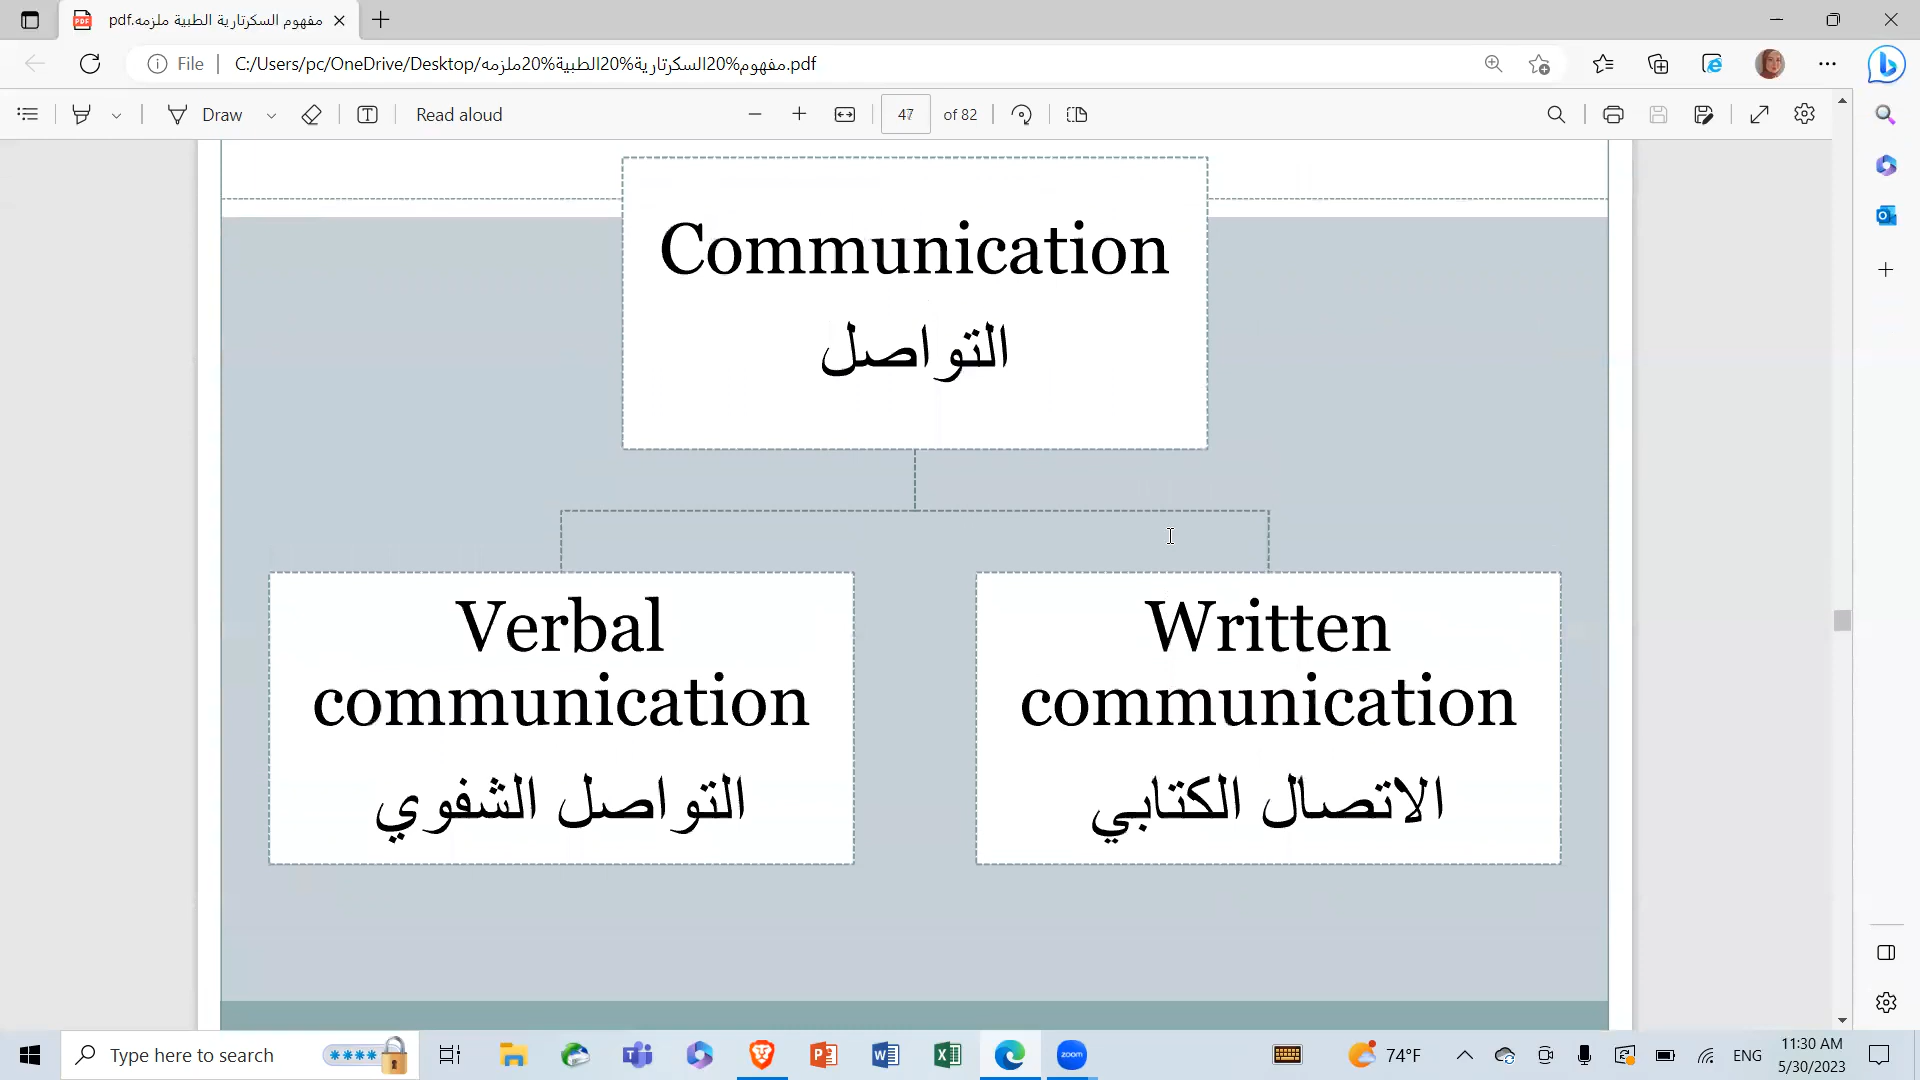 مفهوم السكرتارية الطبية ملزمه.pdf
File
C:/Users/pc/OneDrive/Desktop/مفهوم%20السكرتارية%20الطبية%20ملزمه.pdf
Draw
Read aloud
47 of 82
Communication
التواصل
Verbal
communication
التواصل الشفوي
Written
communication
الاتصال الكتابي
Type here to search
zoom
74°F
ENG
11:30 AM
5/30/2023